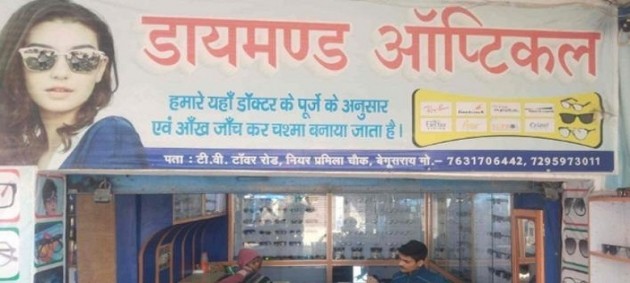 डायमण्ड ऑप्टिकल
हमारे यहाँ डॉक्टर के पूर्जे के अनुसार
एवं आँख जाँच कर चश्मा बनाया जाता है।
पता : टी.वी. टॉवर रोड, नियर प्रमिला चौक, बेगूसराय मो.– 7631706442, 7295973011